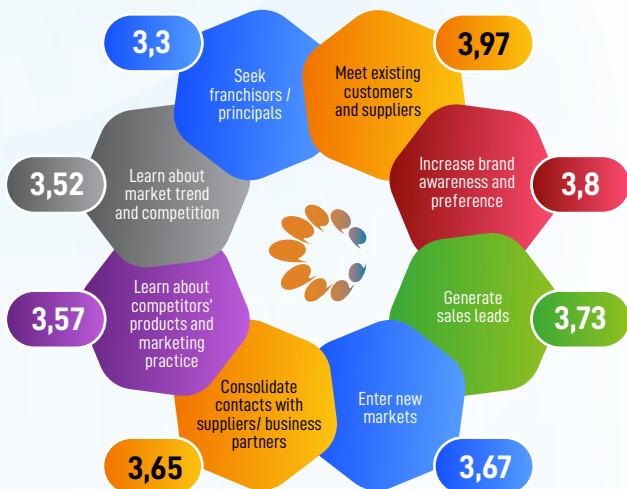 3,3
Seek
franchisors /
principals
3,97
Meet existing
customers
and suppliers
3,8
Increase brand
awareness and
preference
3,73
Generate
sales leads
3,67
Enter new
markets
3,65
Consolidate
contacts with
suppliers/ business
partners
3,57
Learn about
competitors'
products and
marketing
practice
3,52
Learn about
market trend
and competition